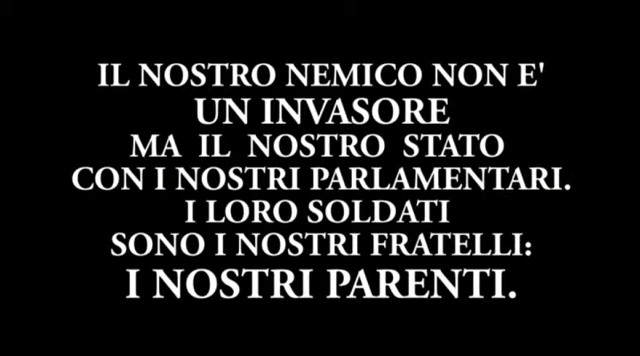 IL NOSTRO NEMICO NON E'
UN INVASORE
MA IL NOSTRO STATO
CON I NOSTRI PARLAMENTARI.
I LORO SOLDATI
SONO I NOSTRI FRATELLI:
I NOSTRI PARENTI.